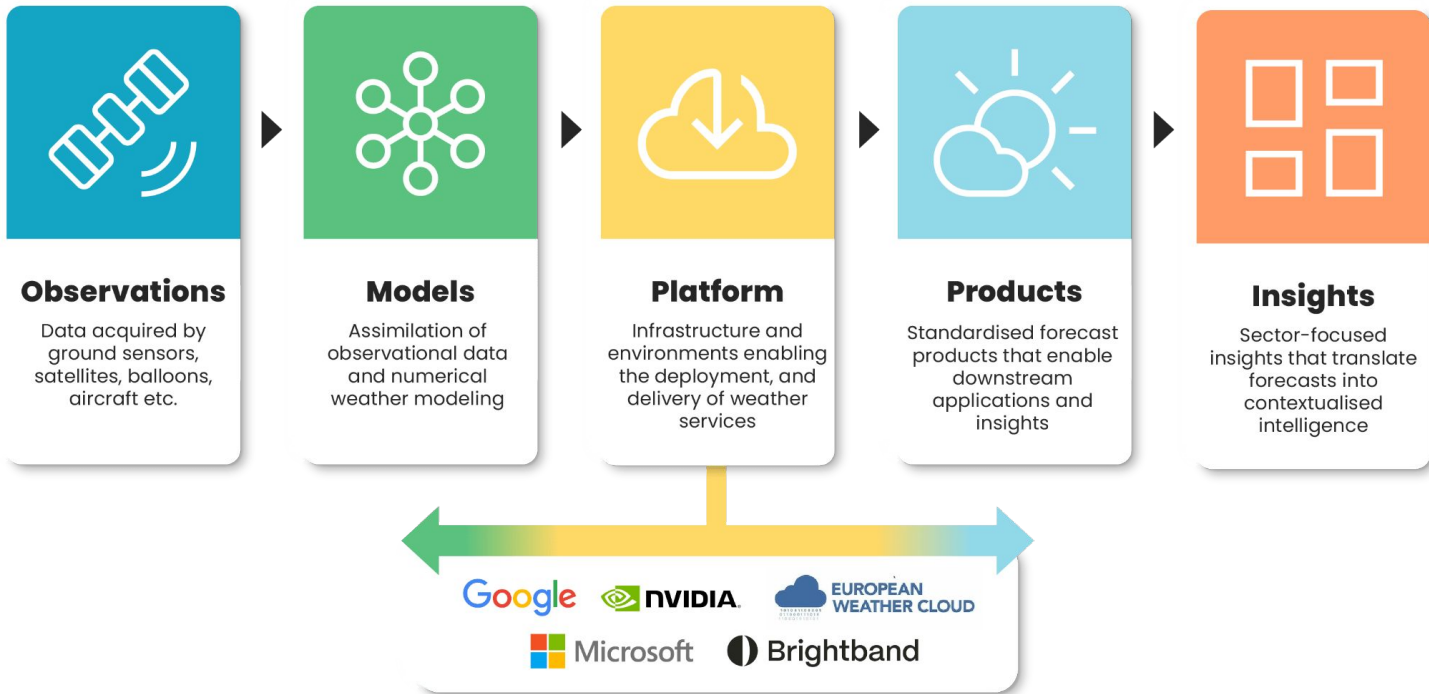 Observations
Data acquired by
ground sensors,
satellites, balloons,
aircraft etc.
Models
Assimilation of
observational data
and numerical
weather modeling
Platform
Infrastructure and
environments enabling
the deployment, and
delivery of weather
services
Products
Standardised forecast
products that enable
downstream
applications and
insights
Insights
Sector-focused
insights that translate
forecasts into
contextualised
intelligence
Google
NVIDIA.
EUROPEAN
WEATHER CLOUD
Microsoft
Brightband